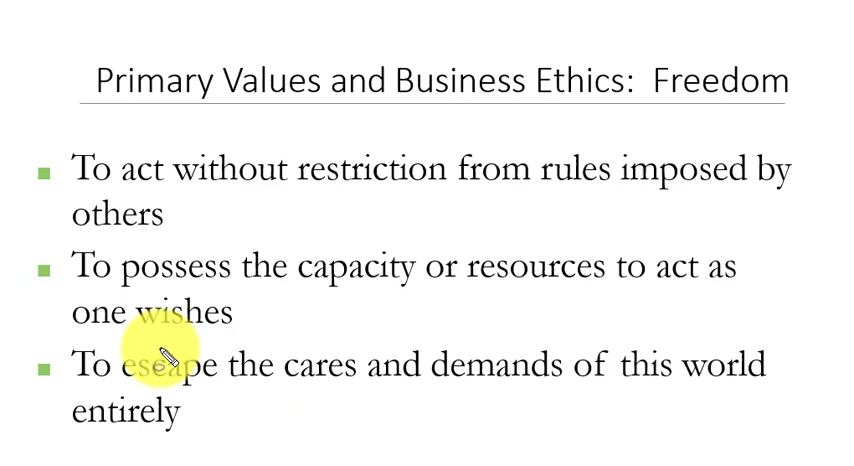 Primary Values and Business Ethics: Freedom
To act without restriction from rules imposed by
others
To possess the capacity or resources to act as
one wishes
To escape the cares and demands of this world
entirely